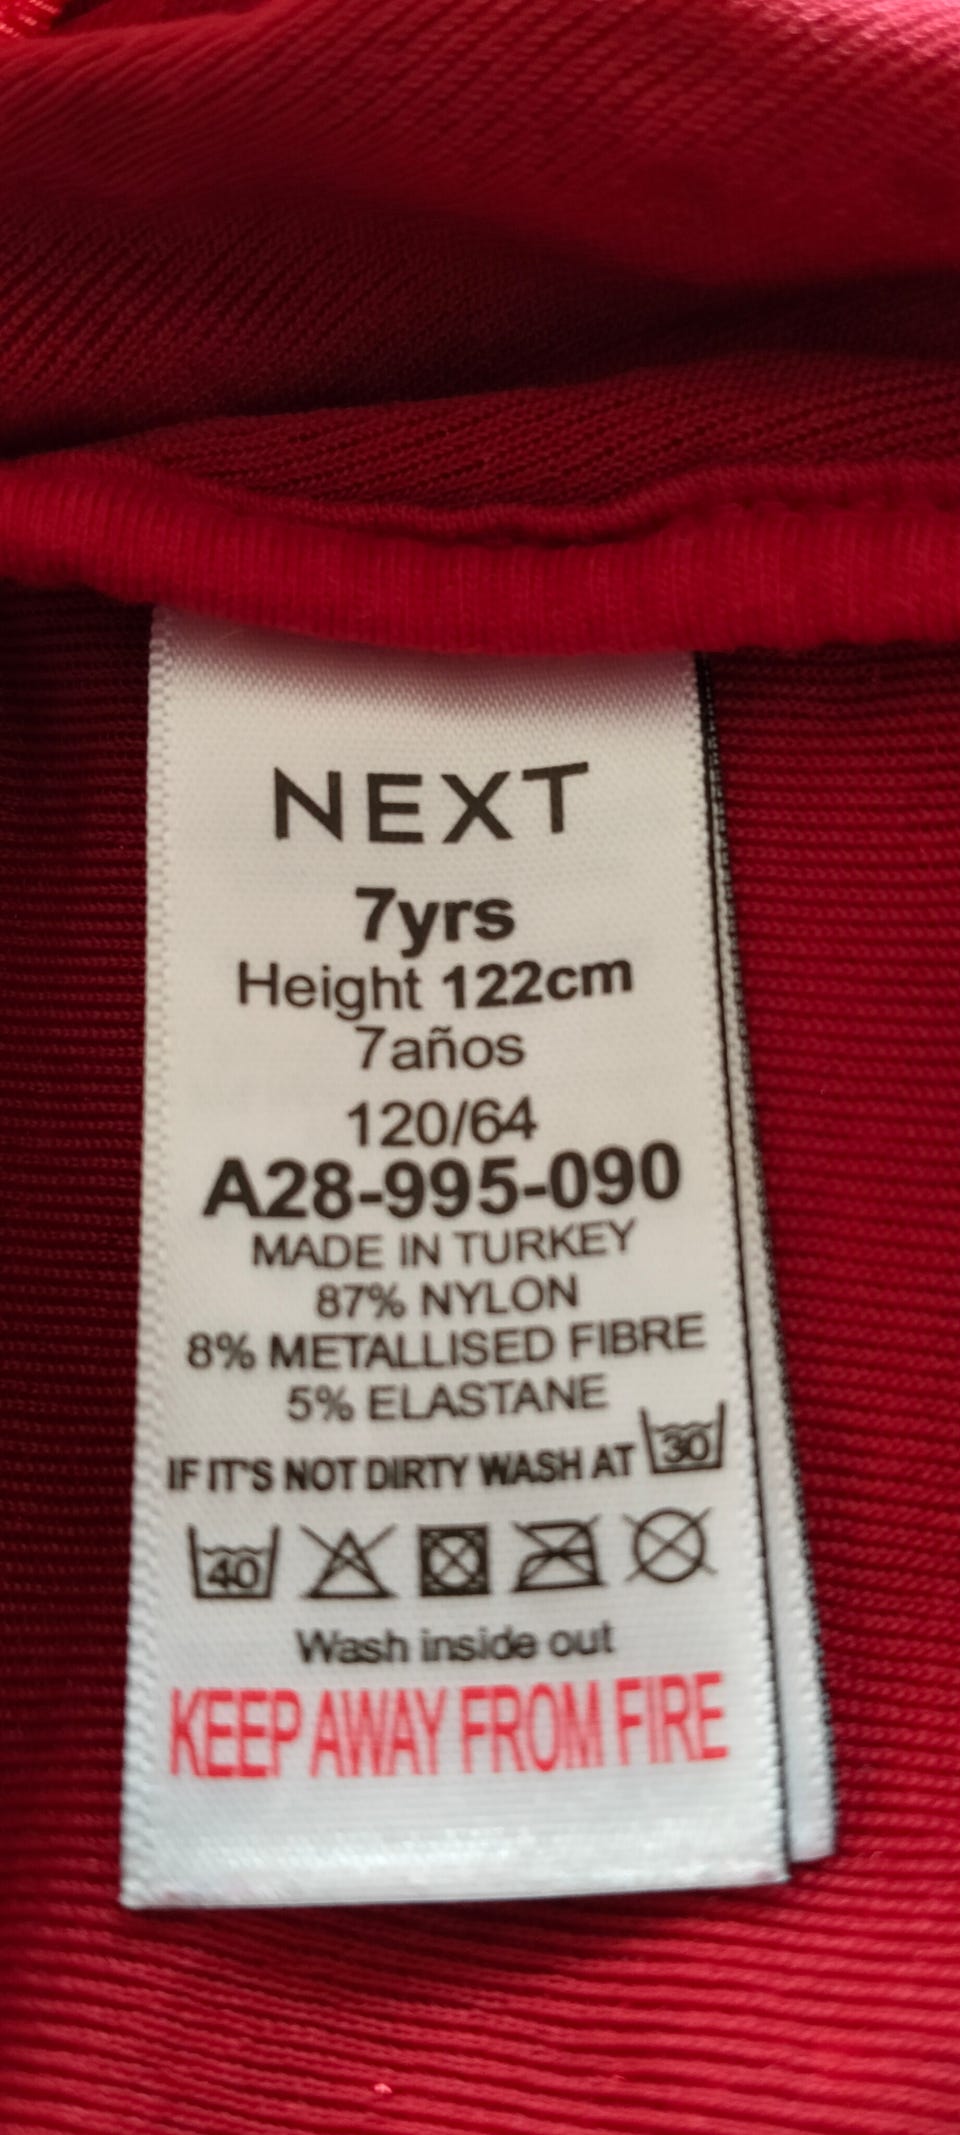 NEXT
7yrs
Height 122cm
7años
120/64
A28-995-090
MADE IN TURKEY
87% NYLON
8% METALLISED FIBRE
5% ELASTANE
IF IT'S NOT DIRTY WASH AT 30
40
Wash inside out
KEEP AWAY FROM FIRE